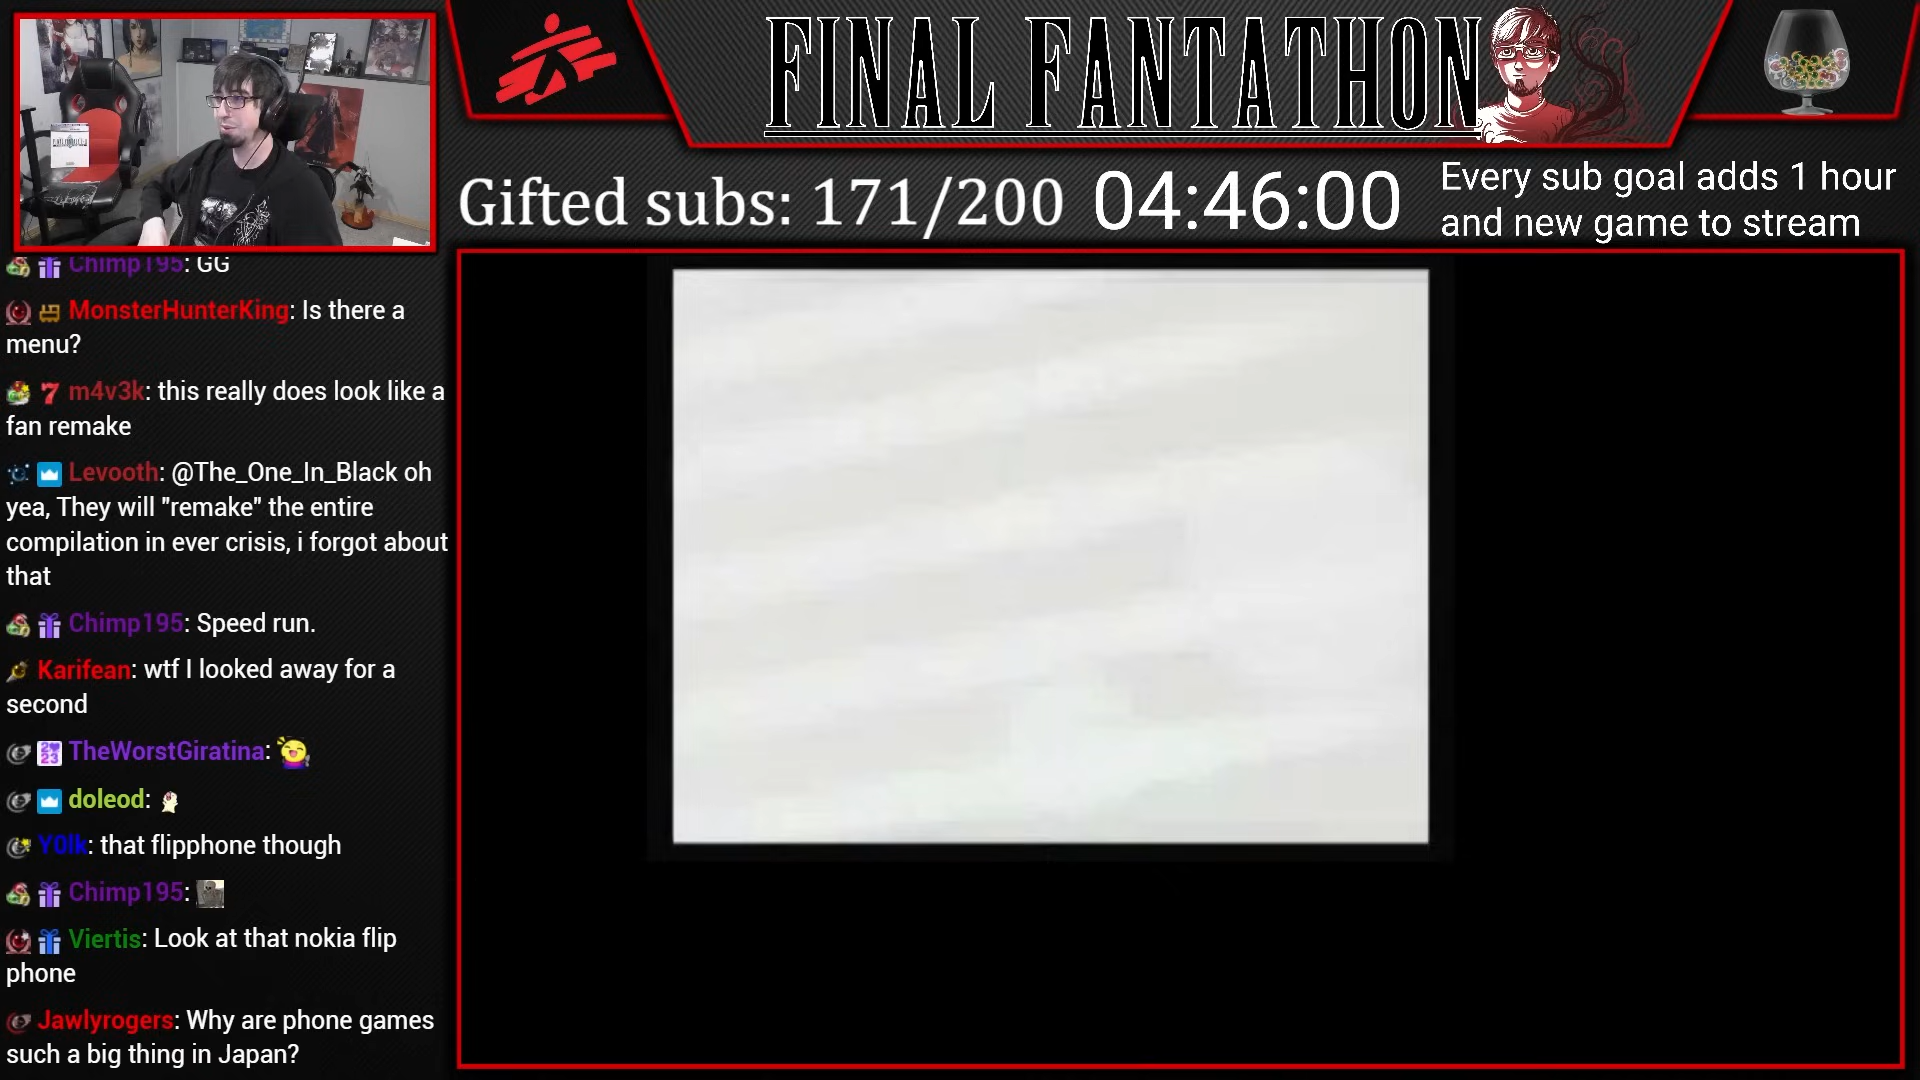 FINAL FANTATHON
Gifted subs: 171/200
04:46:00
Every sub goal adds 1 hour
and new game to stream
Chimp195: GG
MonsterHunterKing: Is there a
menu?
m4v3k: this really does look like a
fan remake
Levooth: @The_One_In_Black oh
yea, They will "remake" the entire
compilation in ever crisis, i forgot about
that
Chimp195: Speed run.
Karifean: wtf I looked away for a
second
TheWorstGiratina:
doleod:
Y0lk: that flipphone though
Chimp195:
Viertis: Look at that nokia flip
phone
Jawlyrogers: Why are phone games
such a big thing in Japan?